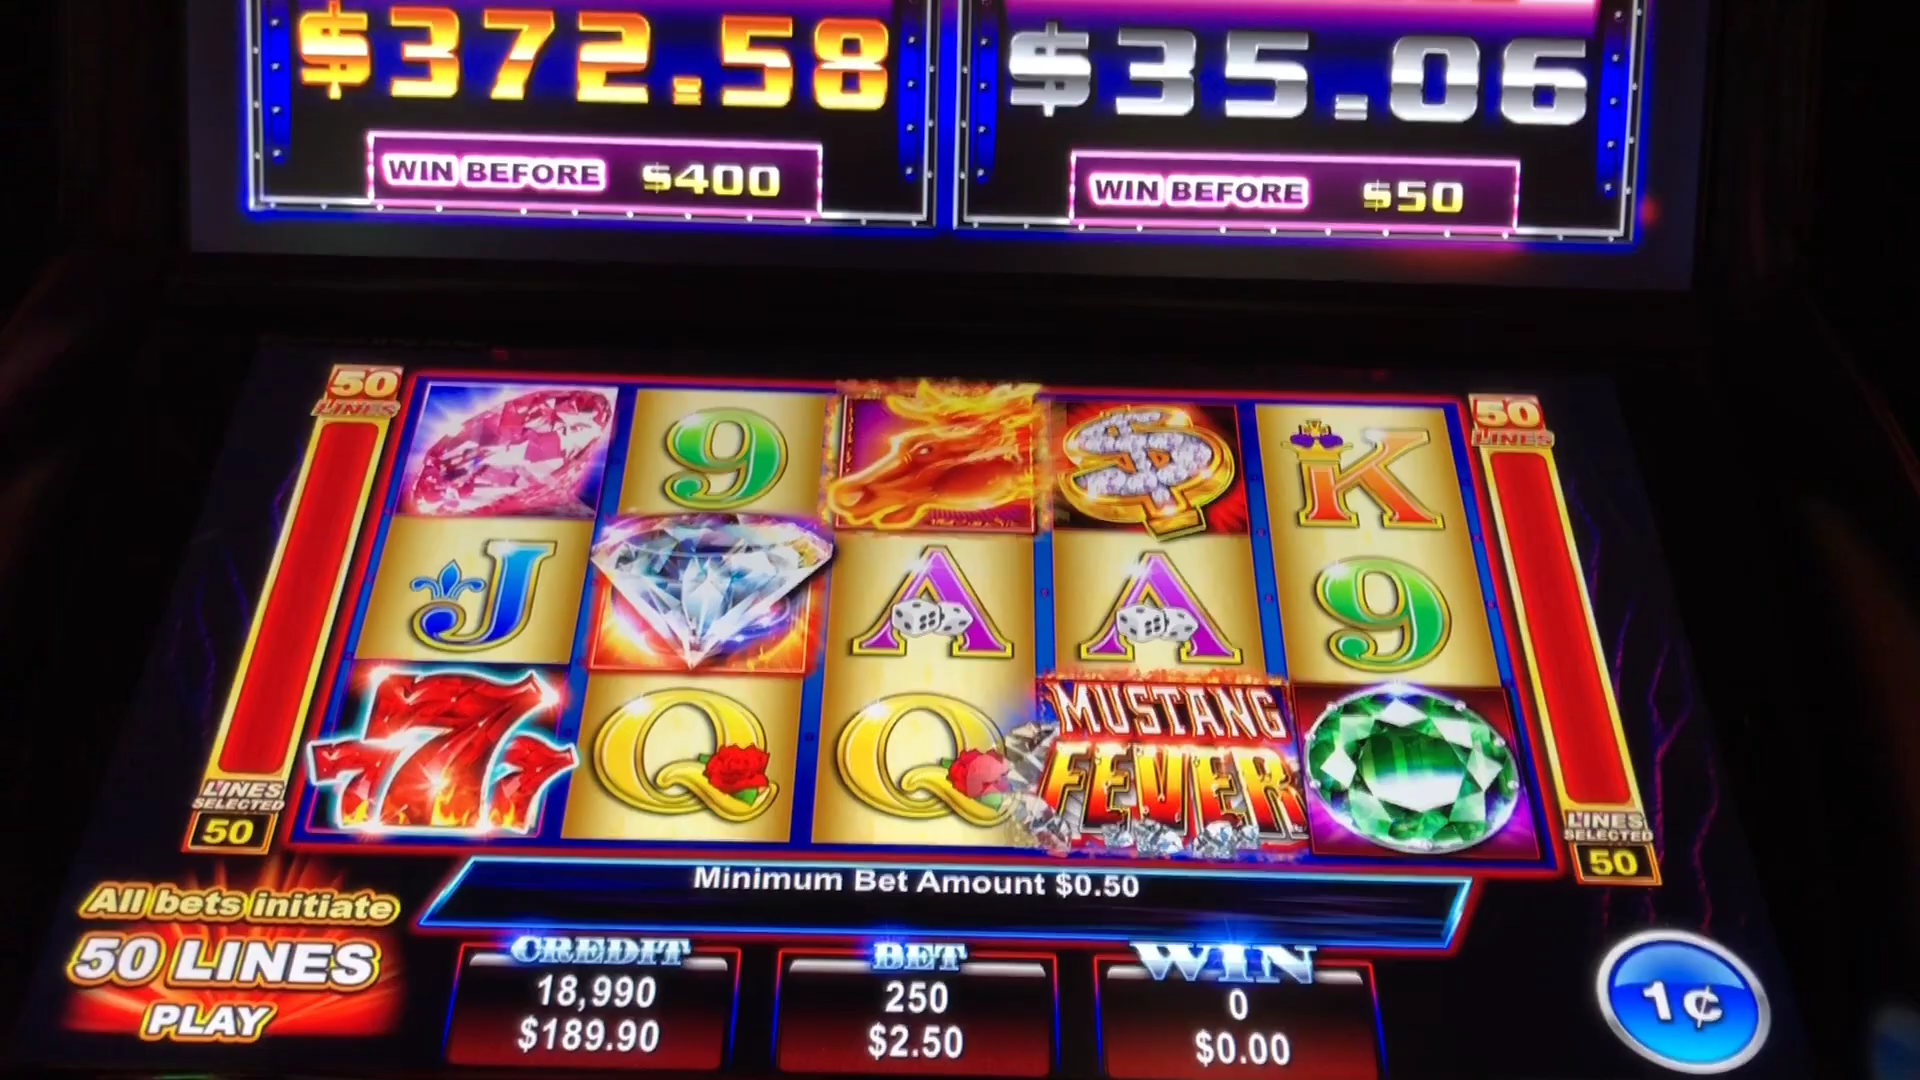 $372.58
$35.06
WIN BEFORE $400
WIN BEFORE $50
50
LINES
50
LINES
9
$
K
J
A
A
9
777
Q
Q
MUSTANG
FEVER
LINES
SELECTED
50
LINES
SELECTED
50
Minimum Bet Amount $0.50
All bets initiate
50 LINES
PLAY
CREDIT
18,990
$189.90
BET
250
$2.50
WIN
0
$0.00
1¢